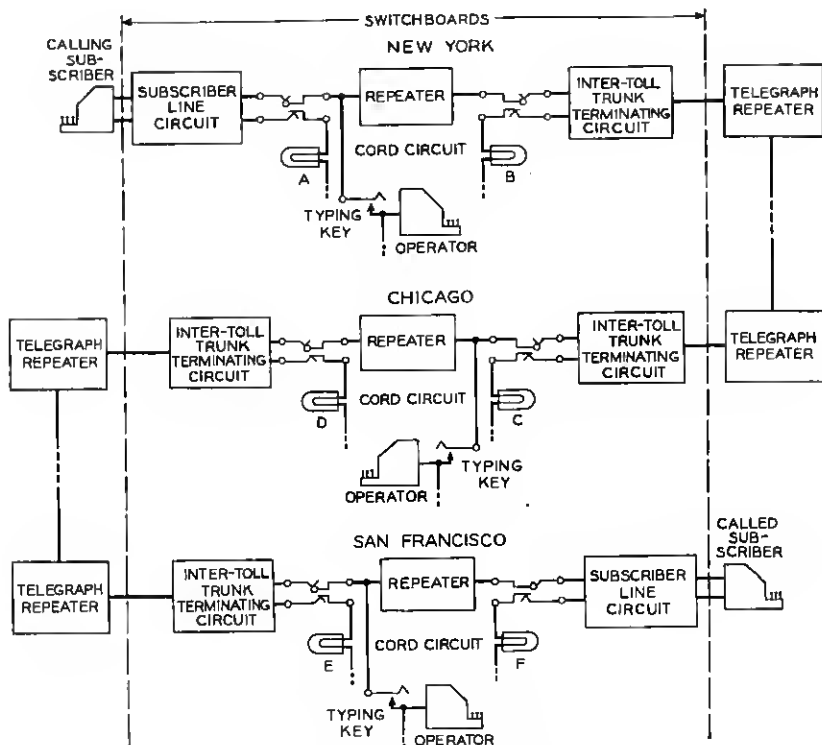 SWITCHBOARDS
NEW YORK
CALLING
SUB-
SCRIBER
SUBSCRIBER
LINE
CIRCUIT
REPEATER
INTER-TOLL
TRUNK
TERMINATING
CIRCUIT
TELEGRAPH
REPEATER
CORD CIRCUIT
A
B
TYPING
KEY
OPERATOR
CHICAGO
TELEGRAPH
REPEATER
INTER-TOLL
TRUNK
TERMINATING
CIRCUIT
REPEATER
INTER-TOLL
TRUNK
TERMINATING
CIRCUIT
TELEGRAPH
REPEATER
CORD CIRCUIT
D
C
OPERATOR
TYPING
KEY
SAN FRANCISCO
CALLED
SUB-
SCRIBER
TELEGRAPH
REPEATER
INTER-TOLL
TRUNK
TERMINATING
CIRCUIT
REPEATER
SUBSCRIBER
LINE
CIRCUIT
CORD CIRCUIT
E
F
TYPING
KEY
OPERATOR